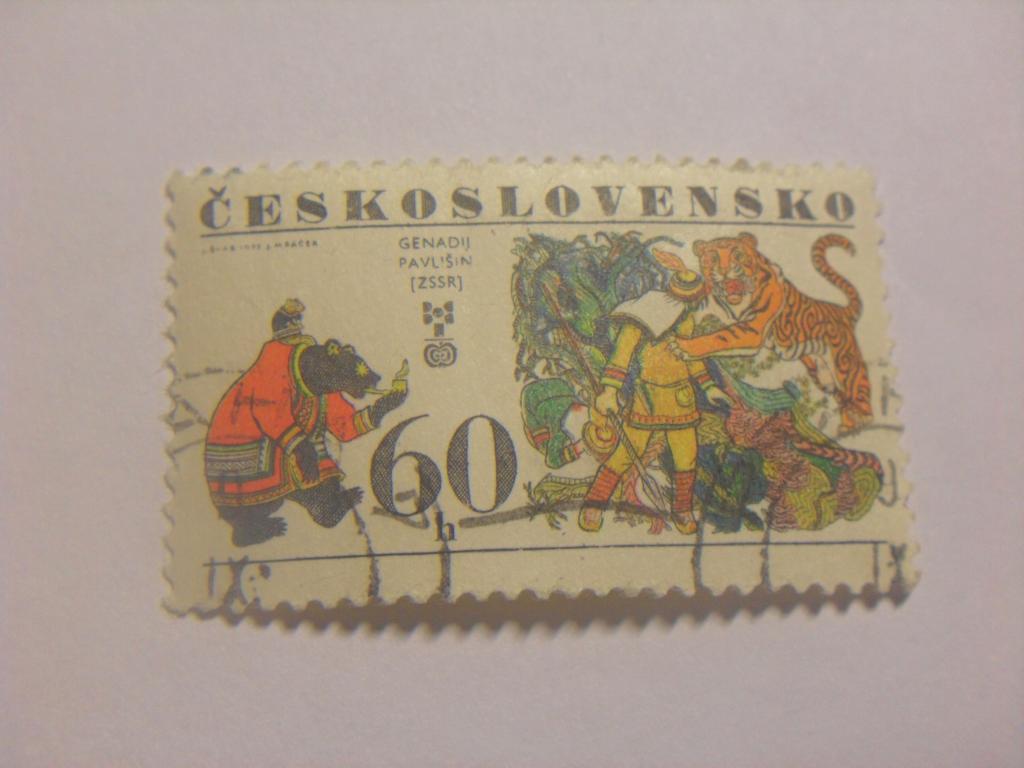 ČESKOSLOVENSKO
GENADIJ
PAVLIŠIN
[ZSSR]
60
h